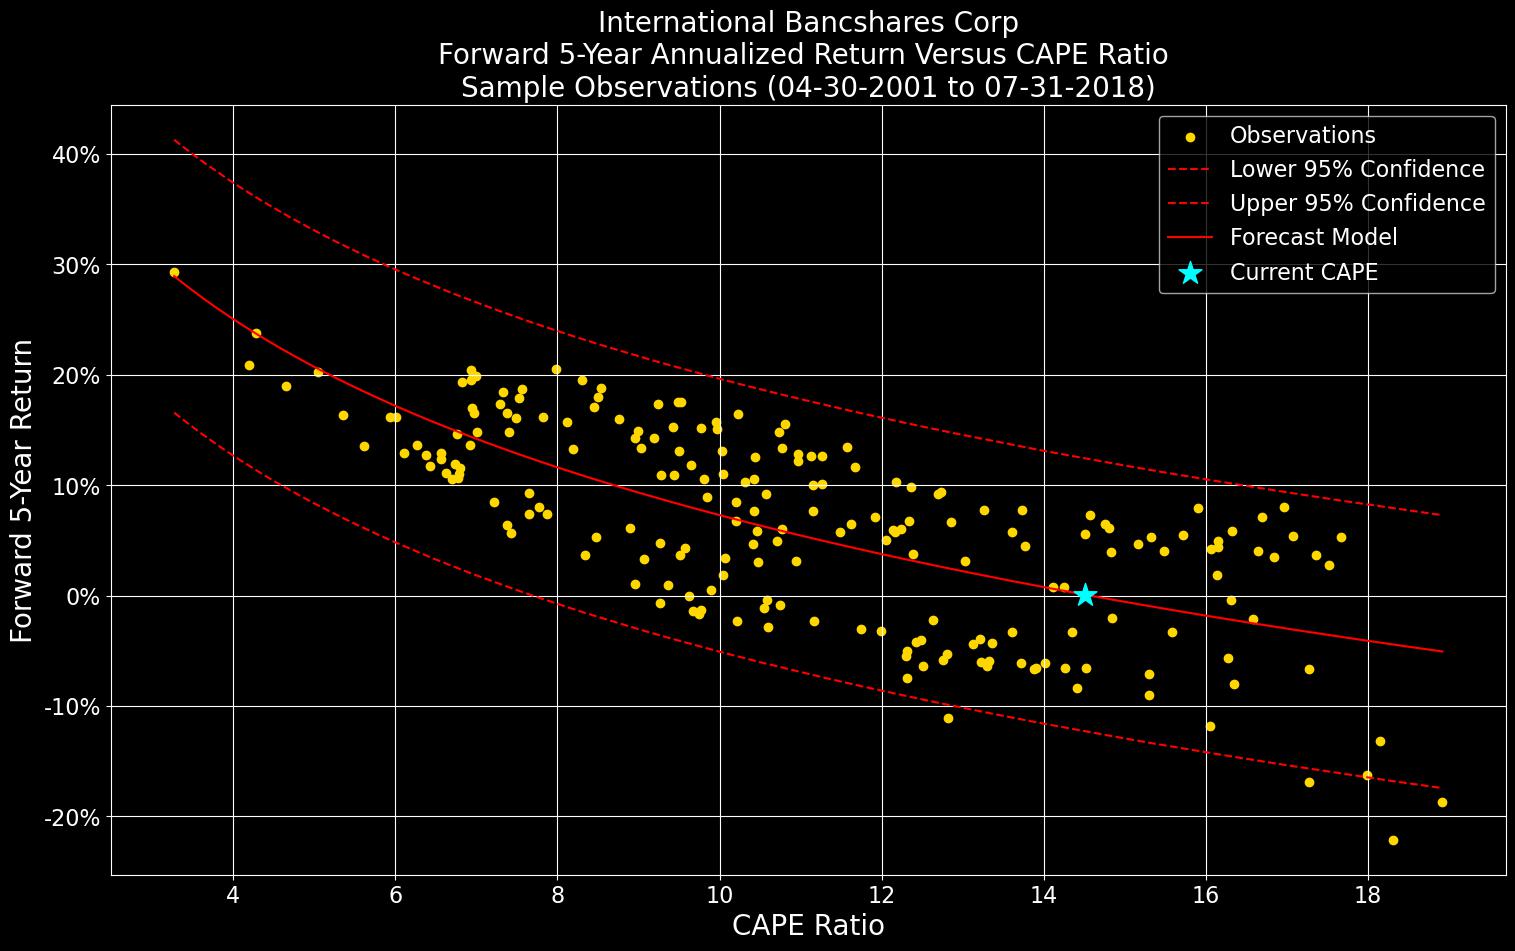 International Bancshares Corp
Forward 5-Year Annualized Return Versus CAPE Ratio
Sample Observations (04-30-2001 to 07-31-2018)
Observations
Lower 95% Confidence
Upper 95% Confidence
Forecast Model
Current CAPE
Forward 5-Year Return
40%
30%
20%
10%
0%
-10%
-20%
4 6 8 10 12 14 16 18
CAPE Ratio